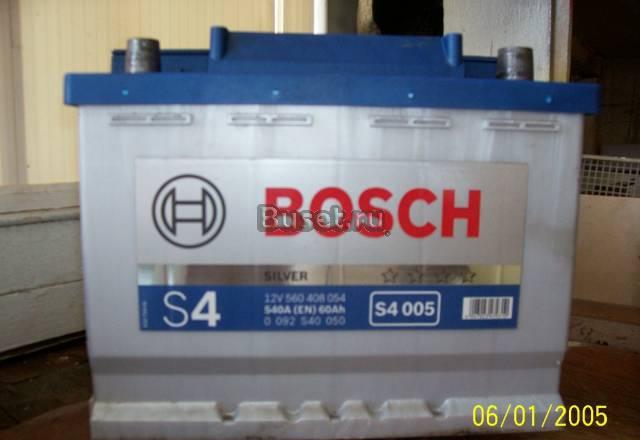 BOSCH
Buset.ru
SILVER
S4
12V 560 408 054
540A (EN) 60Ah
0 092 S40 050
S4 005
06/01/2005